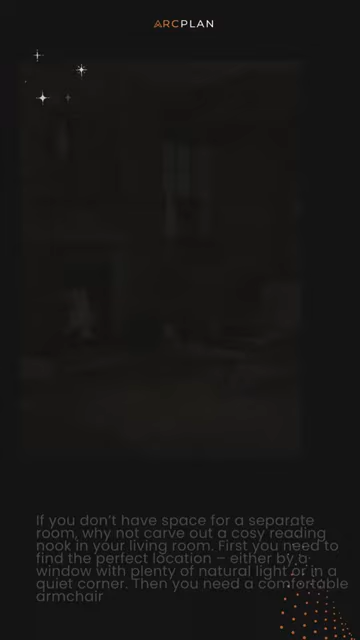 ARCPLAN
If you don't have space for a separate
room, why not carve out a cosy reading
nook in your living room. First you need to
find the perfect location – either by a
window with plenty of natural light or in a
quiet corner. Then you need a comfortable
armchair